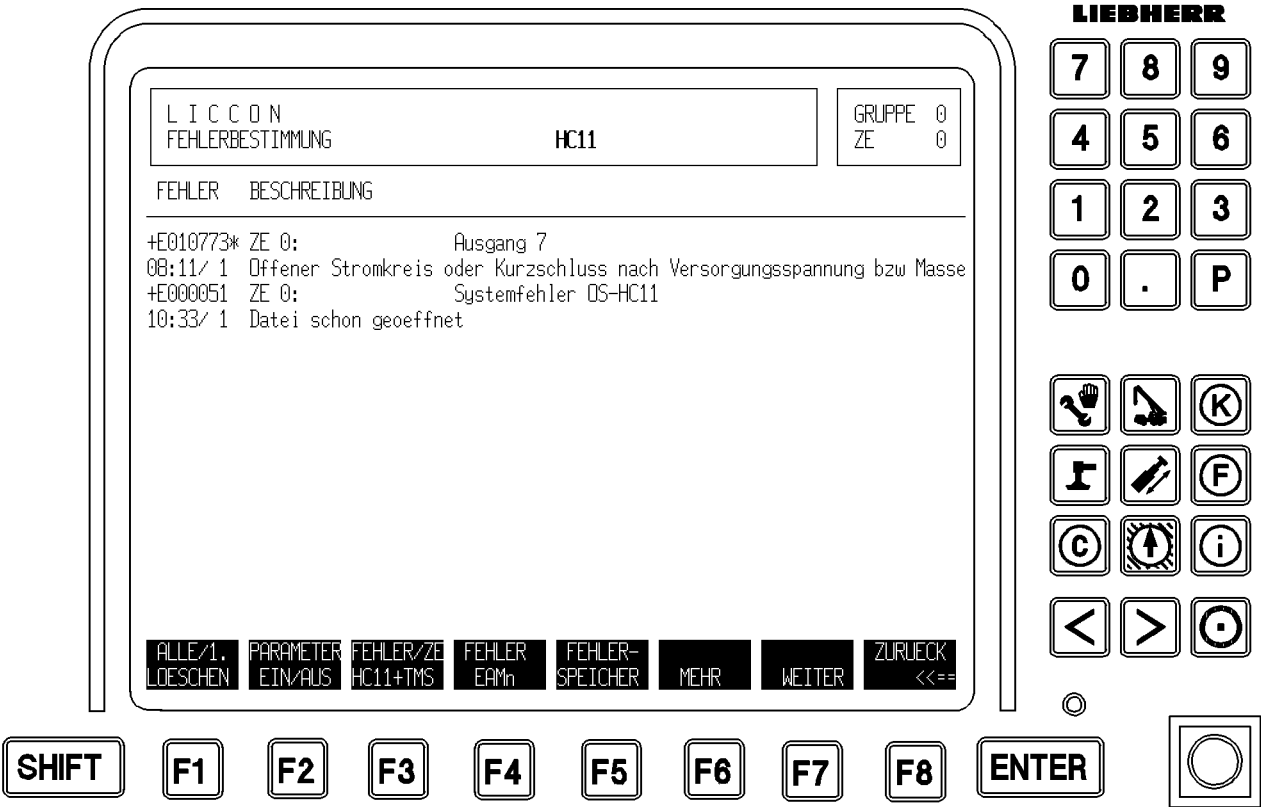 LIEBHERR
L I C C O N
FEHLERBESTIMMUNG HC11
GRUPPE 0
ZE 0
FEHLER BESCHREIBUNG
+E010773* ZE 0: Ausgang 7
08:11/ 1 Offener Stromkreis oder Kurzschluss nach Versorgungsspannung bzw Masse
+E000051 ZE 0: Systemfehler OS-HC11
10:33/ 1 Datei schon geoeffnet
ALLE/1. PARAMETER FEHLER/ZE FEHLER FEHLER- ZURUECK
LOESCHEN EIN/AUS HC11+TMS EAMn SPEICHER MEHR WEITER <<==
7 8 9
4 5 6
1 2 3
0 . P
K
F
C i
< >
SHIFT F1 F2 F3 F4 F5 F6 F7 F8 ENTER